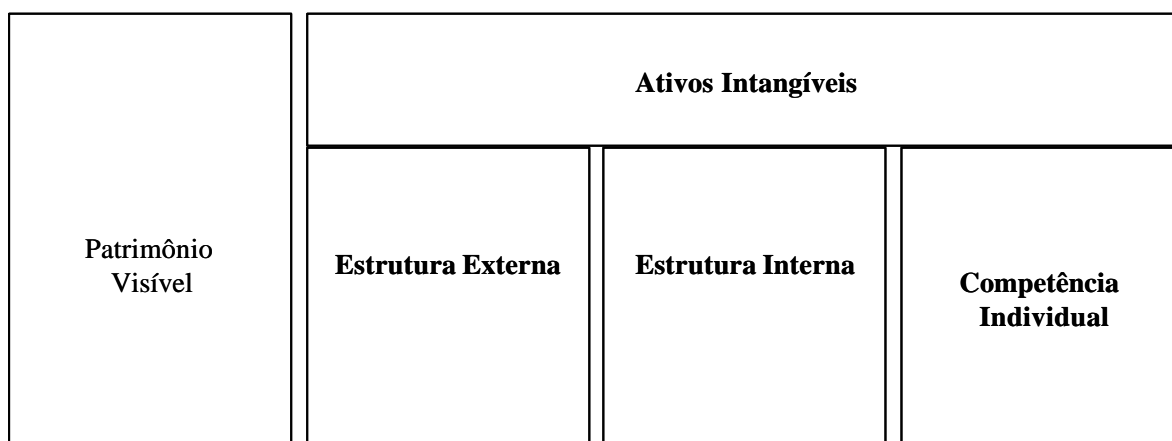 Ativos Intangíveis
Patrimônio
Visível
Estrutura Externa
Estrutura Interna
Competência
Individual